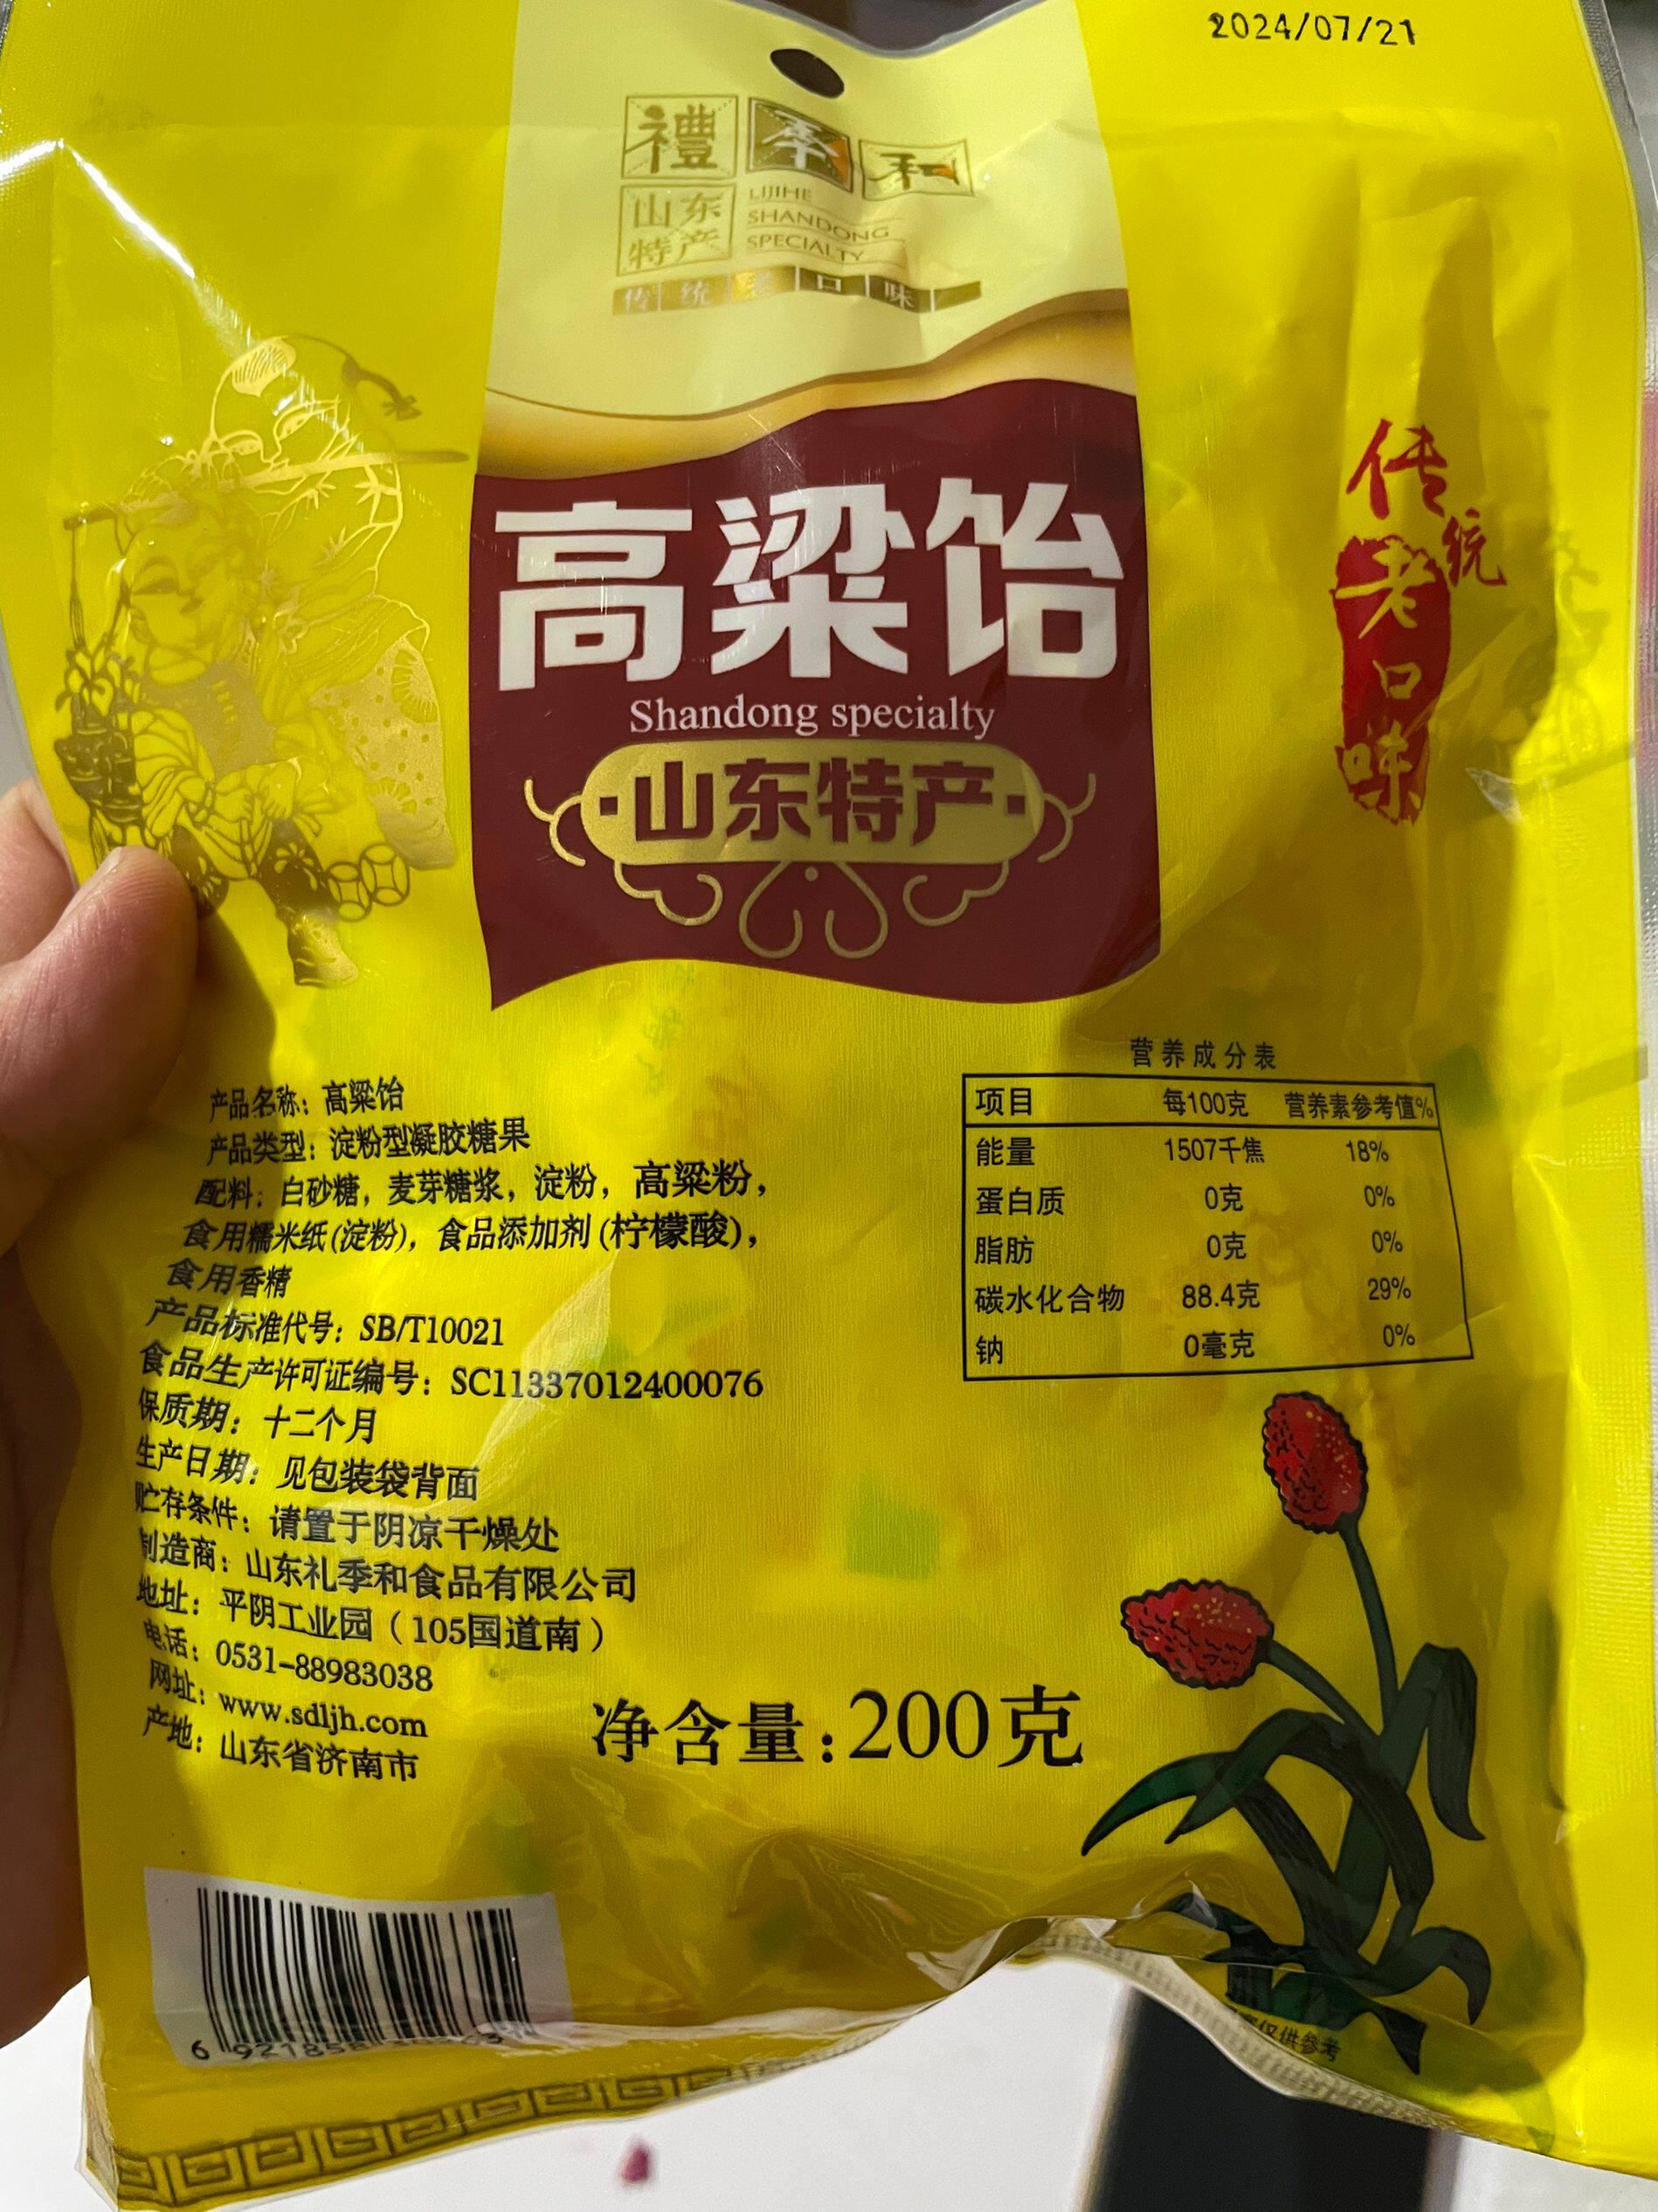 2024/07/21
禮季和
山东
特产
LIJIHE
SHANDONG
SPECIALTY
传统老口味
高粱饴
Shandong specialty
·山东特产·
传统
老口味
产品名称：高粱饴
产品类型：淀粉型凝胶糖果
配料：白砂糖，麦芽糖浆，淀粉，高粱粉，
食用糯米纸(淀粉)，食品添加剂(柠檬酸)，
食用香精
产品标准代号：SB/T10021
食品生产许可证编号：SC11337012400076
保质期：十二个月
生产日期：见包装袋背面
贮存条件：请置于阴凉干燥处
制造商：山东礼季和食品有限公司
地址：平阴工业园（105国道南）
电话：0531-88983038
网址：www.sdljh.com
产地：山东省济南市
营养成分表
项目 每100克 营养素参考值%
能量 1507千焦 18%
蛋白质 0克 0%
脂肪 0克 0%
碳水化合物 88.4克 29%
钠 0毫克 0%
净含量：200克
6 921858
仅供参考